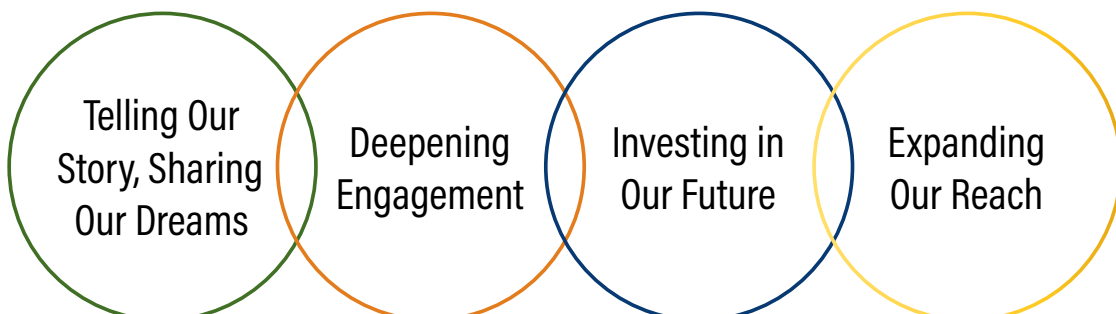 Telling Our
Story, Sharing
Our Dreams
Deepening
Engagement
Investing in
Our Future
Expanding
Our Reach